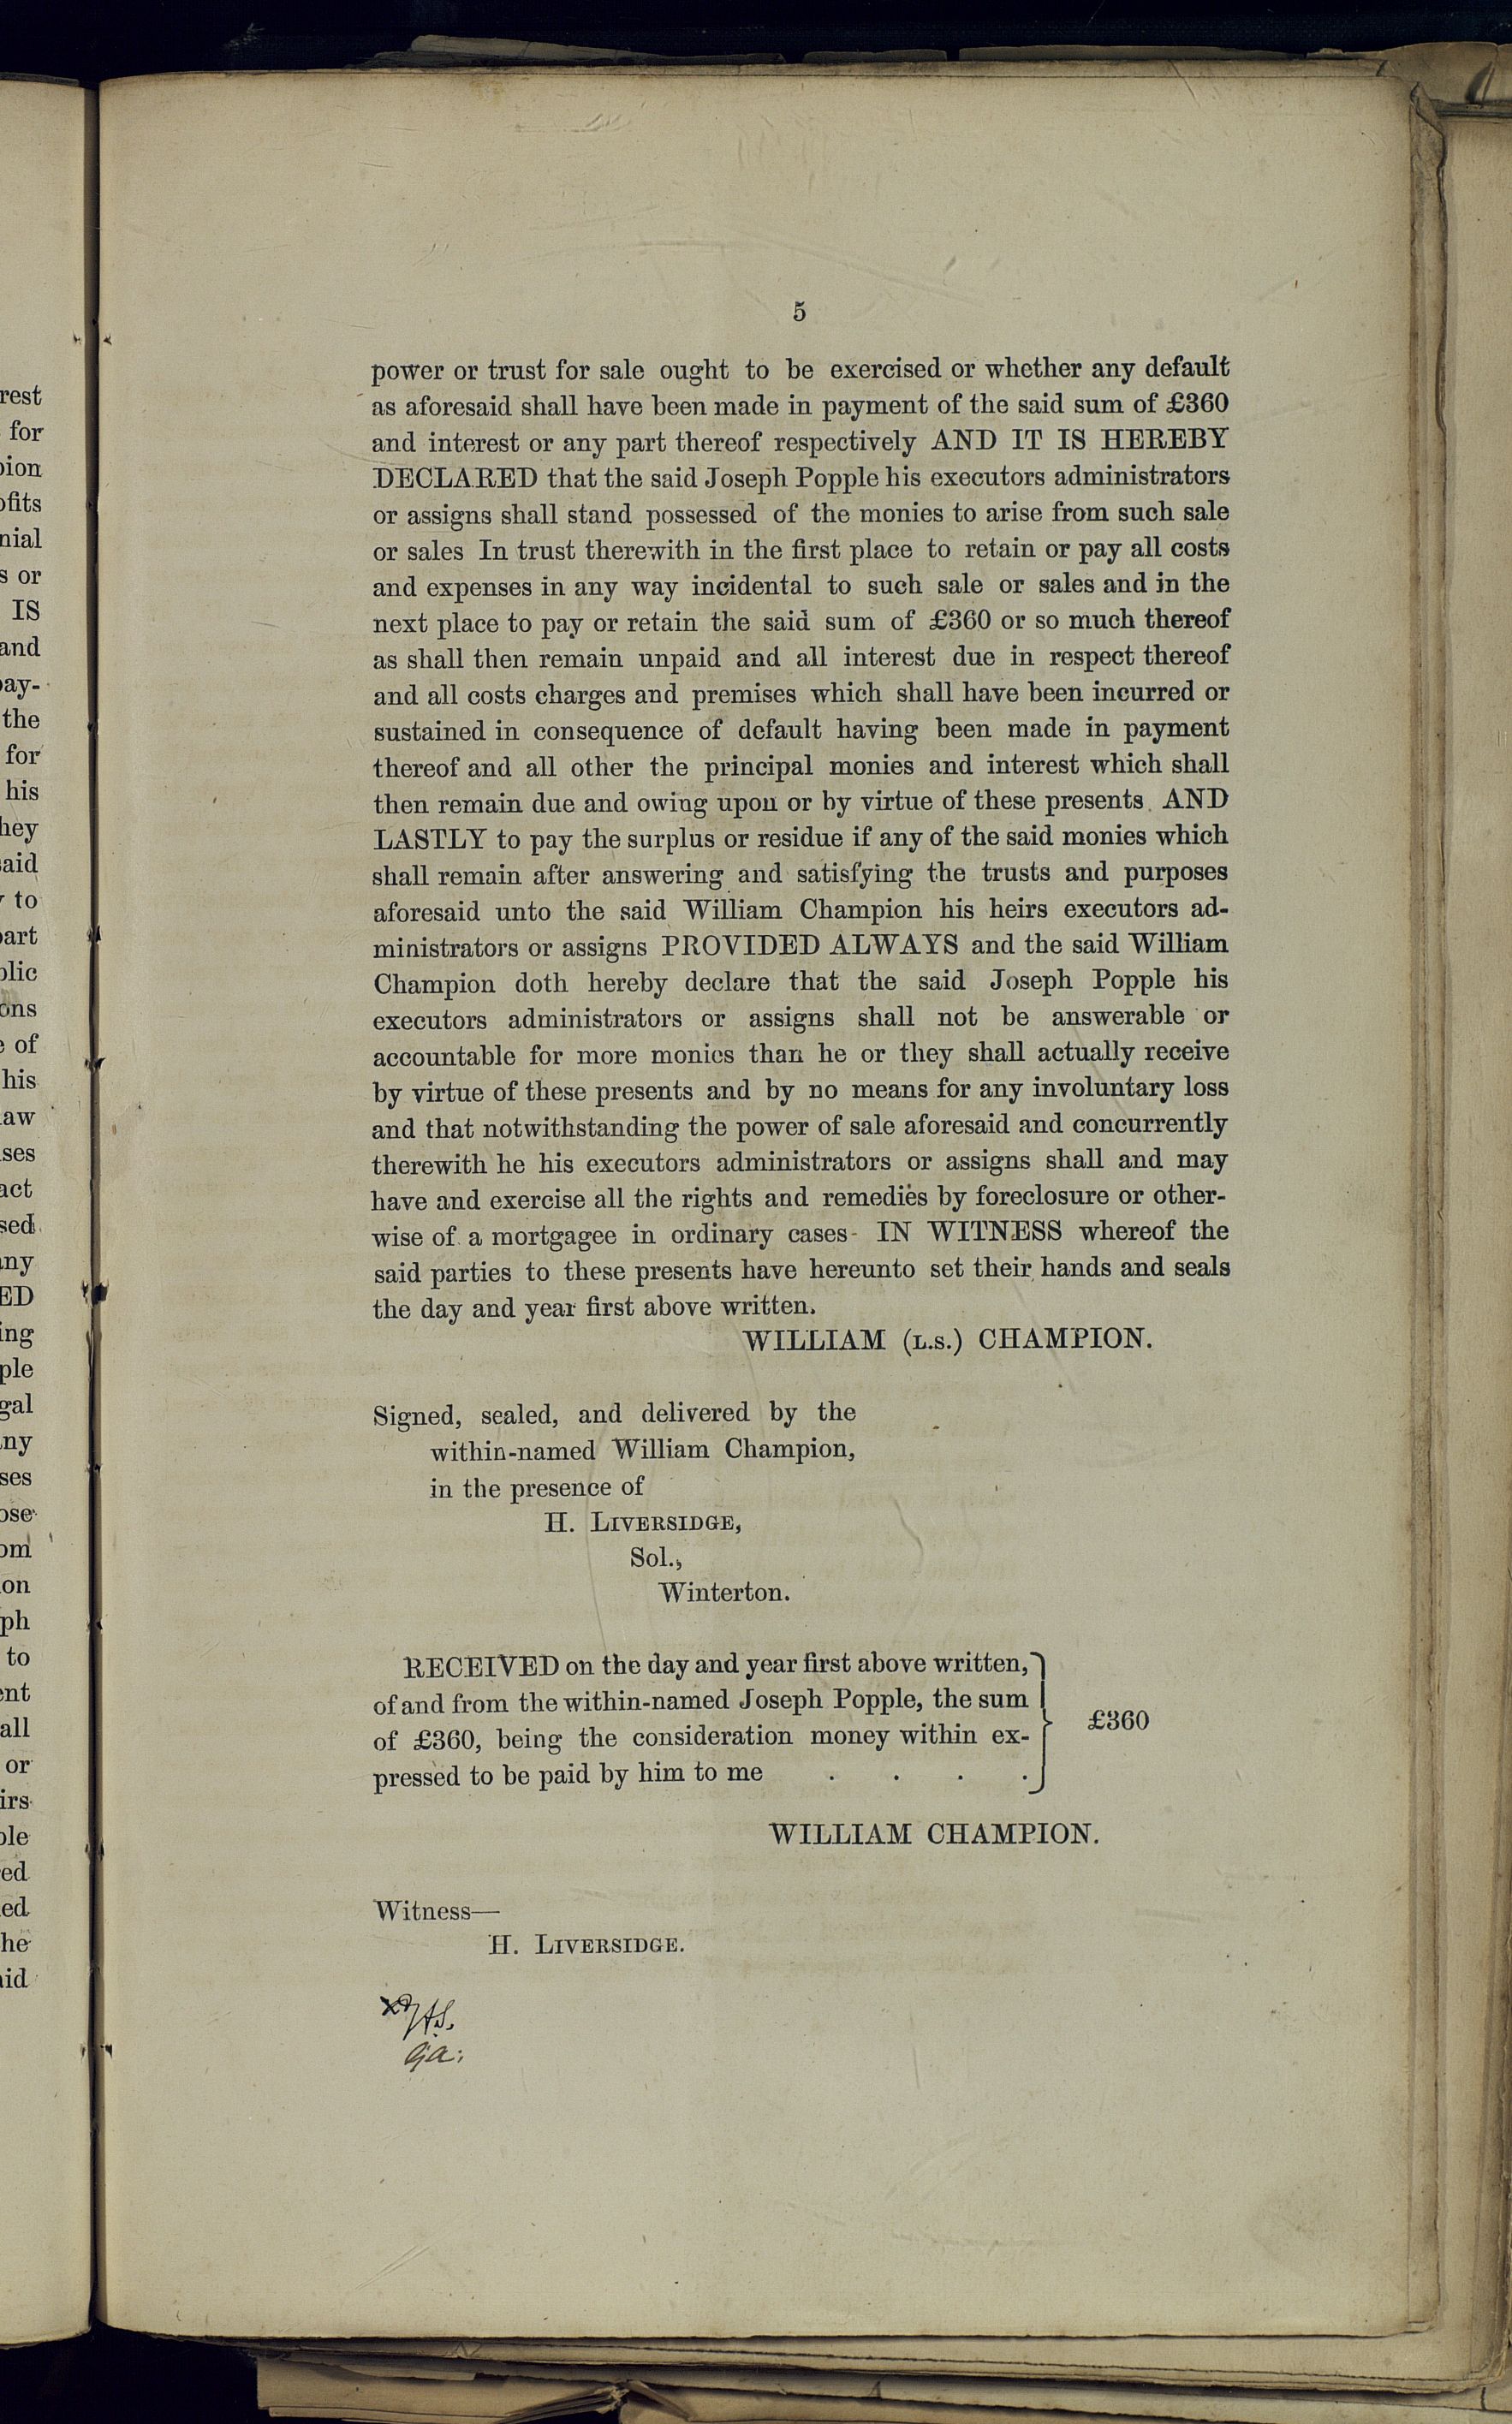 5
power or trust for sale ought to be exercised or whether any default
as aforesaid shall have been made in payment of the said sum of £360
and interest or any part thereof respectively AND IT IS HEREBY
DECLARED that the said Joseph Popple his executors administrators
or assigns shall stand possessed of the monies to arise from such sale
or sales In trust therewith in the first place to retain or pay all costs
and expenses in any way incidental to such sale or sales and in the
next place to pay or retain the said sum of £360 or so much thereof
as shall then remain unpaid and all interest due in respect thereof
and all costs charges and premises which shall have been incurred or
sustained in consequence of default having been made in payment
thereof and all other the principal monies and interest which shall
then remain due and owing upon or by virtue of these presents AND
LASTLY to pay the surplus or residue if any of the said monies which
shall remain after answering and satisfying the trusts and purposes
aforesaid unto the said William Champion his heirs executors ad-
ministrators or assigns PROVIDED ALWAYS and the said William
Champion doth hereby declare that the said Joseph Popple his
executors administrators or assigns shall not be answerable or
accountable for more monies than he or they shall actually receive
by virtue of these presents and by no means for any involuntary loss
and that notwithstanding the power of sale aforesaid and concurrently
therewith he his executors administrators or assigns shall and may
have and exercise all the rights and remedies by foreclosure or other-
wise of a mortgagee in ordinary cases- IN WITNESS whereof the
said parties to these presents have hereunto set their hands and seals
the day and year first above written.
WILLIAM (L.S.) CHAMPION.
Signed, sealed, and delivered by the
within-named William Champion,
in the presence of
H. LIVERSIDGE,
Sol.,
Winterton.
RECEIVED on the day and year first above written,
of and from the within-named Joseph Popple, the sum
of £360, being the consideration money within ex-
pressed to be paid by him to me . . . .
£360
WILLIAM CHAMPION.
Witness—
H. LIVERSIDGE.